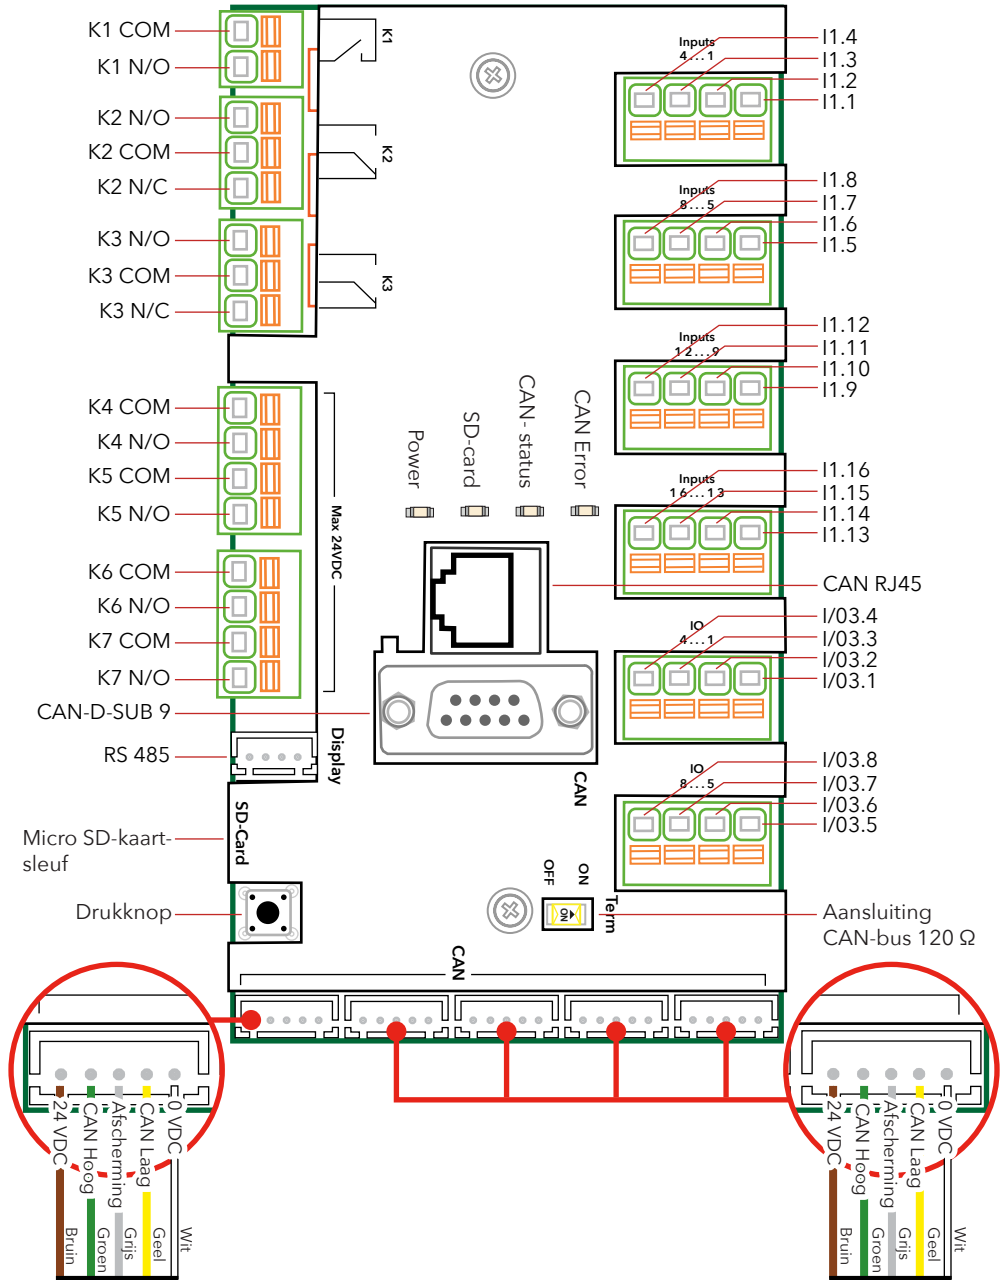 K1 COM
K1 N/O
K2 N/O
K2 COM
K2 N/C
K3 N/O
K3 COM
K3 N/C
K4 COM
K4 N/O
K5 COM
K5 N/O
K6 COM
K6 N/O
K7 COM
K7 N/O
CAN-D-SUB 9
RS 485
Micro SD-kaart-
sleuf
Drukknop
K1
K2
K3
Max 24VDC
Display
SD-Card
Power
SD-card
CAN- status
CAN Error
CAN
OFF
ON
ON
Term
CAN
Inputs
4...1
Inputs
8...5
Inputs
12...9
Inputs
16...13
IO
4...1
IO
8...5
I1.4
I1.3
I1.2
I1.1
I1.8
I1.7
I1.6
I1.5
I1.12
I1.11
I1.10
I1.9
I1.16
I1.15
I1.14
I1.13
CAN RJ45
I/03.4
I/03.3
I/03.2
I/03.1
I/03.8
I/03.7
I/03.6
I/03.5
Aansluiting
CAN-bus 120 Ω
24 VDC
CAN Hoog
Afscherming
CAN Laag
0 VDC
Bruin
Groen
Grijs
Geel
Wit
24 VDC
CAN Hoog
Afscherming
CAN Laag
0 VDC
Bruin
Groen
Grijs
Geel
Wit